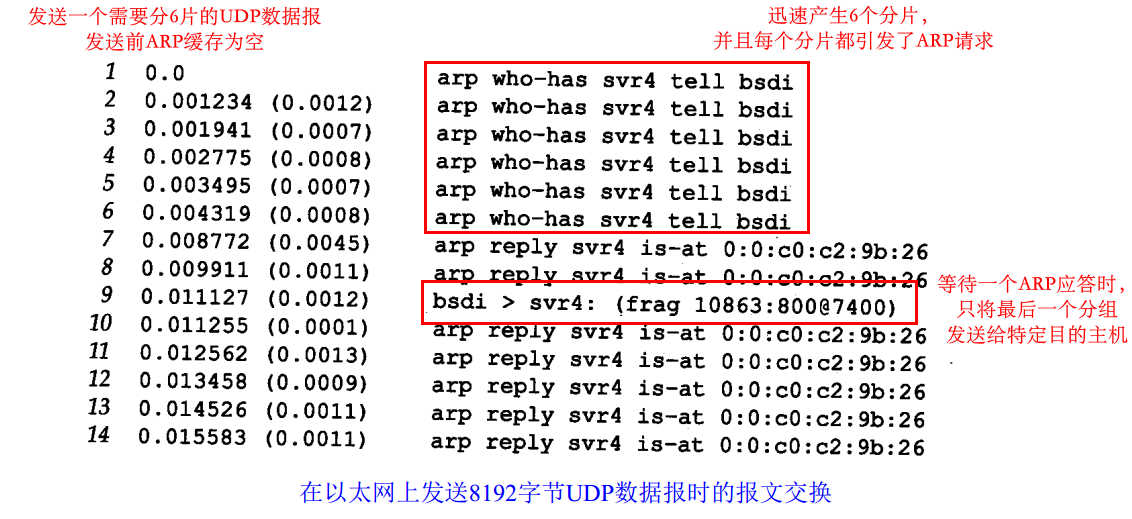 发送一个需要分6片的UDP数据报
发送前ARP缓存为空
迅速产生6个分片，
并且每个分片都引发了ARP请求
1 0.0 arp who-has svr4 tell bsdi
2 0.001234 (0.0012) arp who-has svr4 tell bsdi
3 0.001941 (0.0007) arp who-has svr4 tell bsdi
4 0.002775 (0.0008) arp who-has svr4 tell bsdi
5 0.003495 (0.0007) arp who-has svr4 tell bsdi
6 0.004319 (0.0008) arp who-has svr4 tell bsdi
7 0.008772 (0.0045) arp reply svr4 is-at 0:0:c0:c2:9b:26
8 0.009911 (0.0011) arp reply svr4 is-at 0:0:c0:c2:9b:26
9 0.011127 (0.0012) bsdi > svr4: (frag 10863:800@7400)
10 0.011255 (0.0001) arp reply svr4 is-at 0:0:c0:c2:9b:26
11 0.012562 (0.0013) arp reply svr4 is-at 0:0:c0:c2:9b:26
12 0.013458 (0.0009) arp reply svr4 is-at 0:0:c0:c2:9b:26
13 0.014526 (0.0011) arp reply svr4 is-at 0:0:c0:c2:9b:26
14 0.015583 (0.0011) arp reply svr4 is-at 0:0:c0:c2:9b:26
等待一个ARP应答时，
只将最后一个分组
发送给特定目的主机
在以太网上发送8192字节UDP数据报时的报文交换